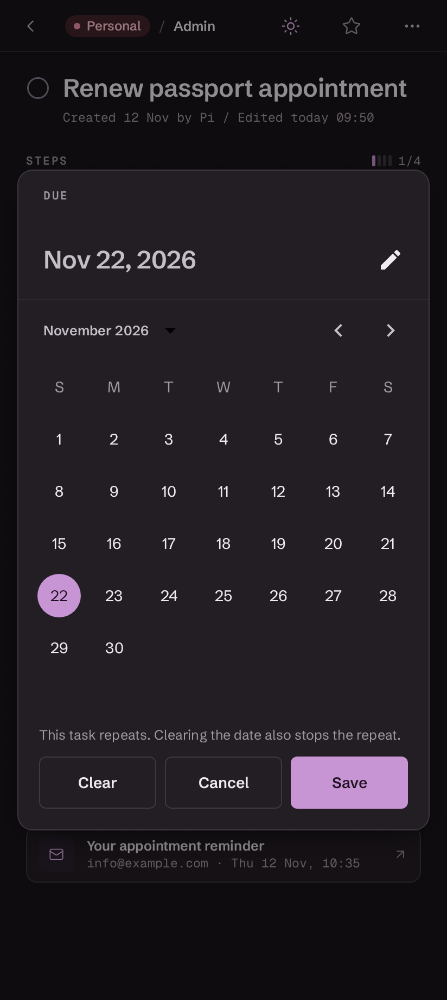 Personal / Admin
Renew passport appointment
Created 12 Nov by Pi / Edited today 09:50
STEPS 1/4
DUE
Nov 22, 2026
November 2026
S M T W T F S
1 2 3 4 5 6 7
8 9 10 11 12 13 14
15 16 17 18 19 20 21
22 23 24 25 26 27 28
29 30
This task repeats. Clearing the date also stops the repeat.
Clear Cancel Save
Your appointment reminder
info@example.com · Thu 12 Nov, 10:35